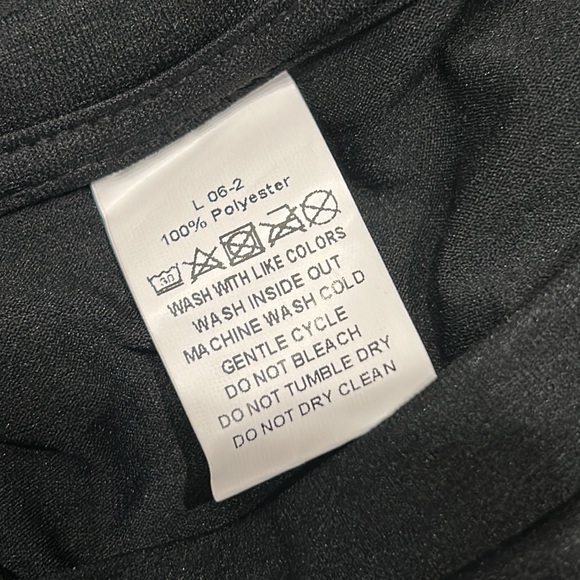 L 06-2
100% Polyester
30
WASH WITH LIKE COLORS
WASH INSIDE OUT
MACHINE WASH COLD
GENTLE CYCLE
DO NOT BLEACH
DO NOT TUMBLE DRY
DO NOT DRY CLEAN